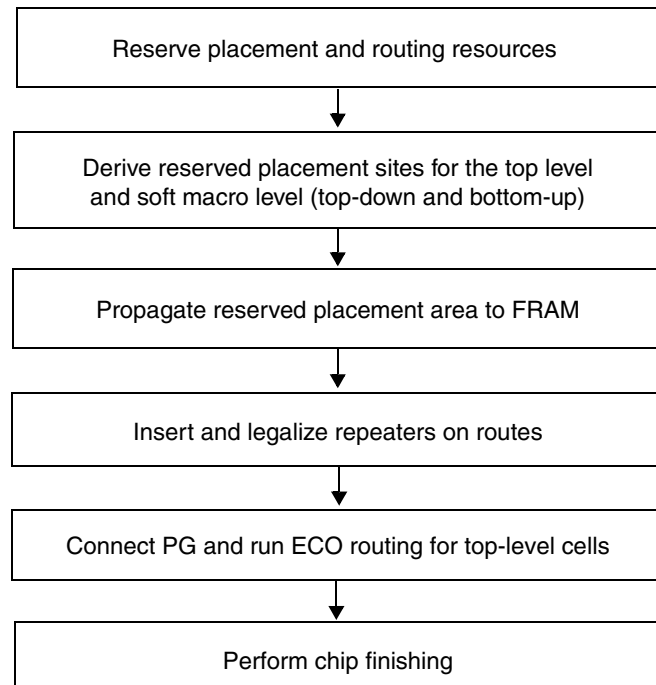 Reserve placement and routing resources
Derive reserved placement sites for the top level
and soft macro level (top-down and bottom-up)
Propagate reserved placement area to FRAM
Insert and legalize repeaters on routes
Connect PG and run ECO routing for top-level cells
Perform chip finishing